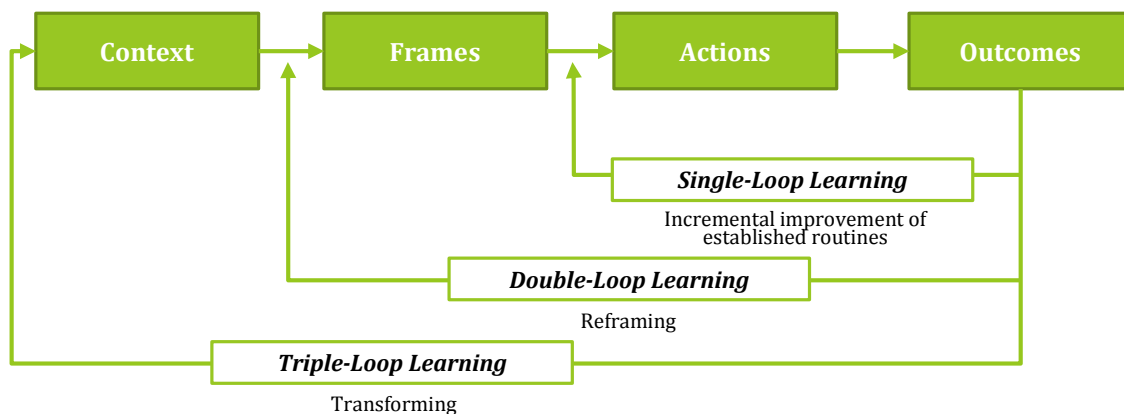 Context
Frames
Actions
Outcomes
Single-Loop Learning
Incremental improvement of
established routines
Double-Loop Learning
Reframing
Triple-Loop Learning
Transforming